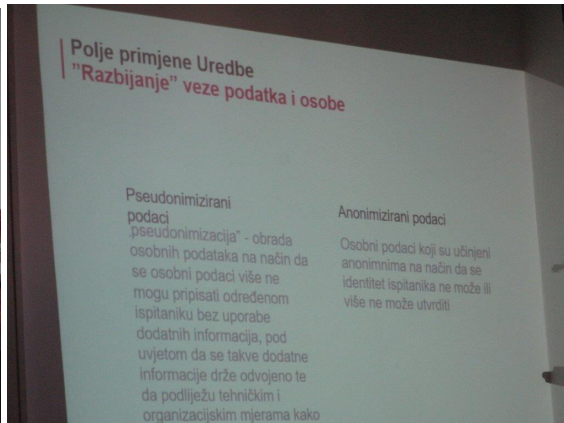 Polje primjene Uredbe
”Razbijanje” veze podatka i osobe
Pseudonimizirani
podaci
„pseudonimizacija” - obrada
osobnih podataka na način da
se osobni podaci više ne
mogu pripisati određenom
ispitaniku bez uporabe
dodatnih informacija, pod
uvjetom da se takve dodatne
informacije drže odvojeno te
da podliježu tehničkim i
organizacijskim mjerama kako
Anonimizirani podaci
Osobni podaci koji su učinjeni
anonimnima na način da se
identitet ispitanika ne može ili
više ne može utvrditi